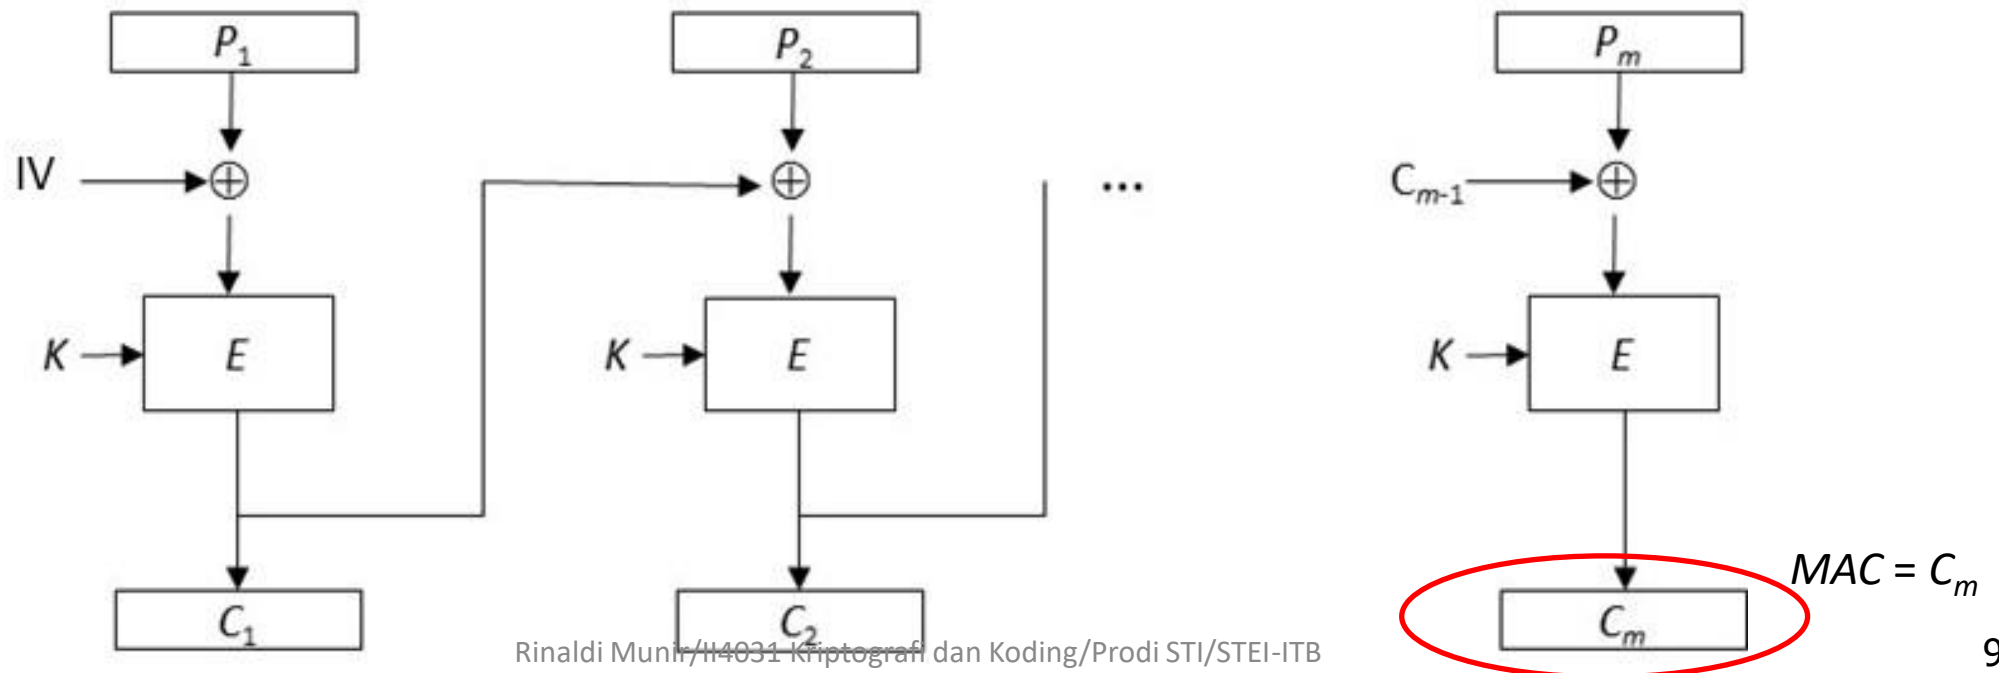 P₁ P₂ Pₘ
IV ... Cₘ₋₁
K E K E K E
MAC = Cₘ
C₁ C₂ Cₘ
Rinaldi Munir/II4031 Kriptografi dan Koding/Prodi STI/STEI-ITB
9